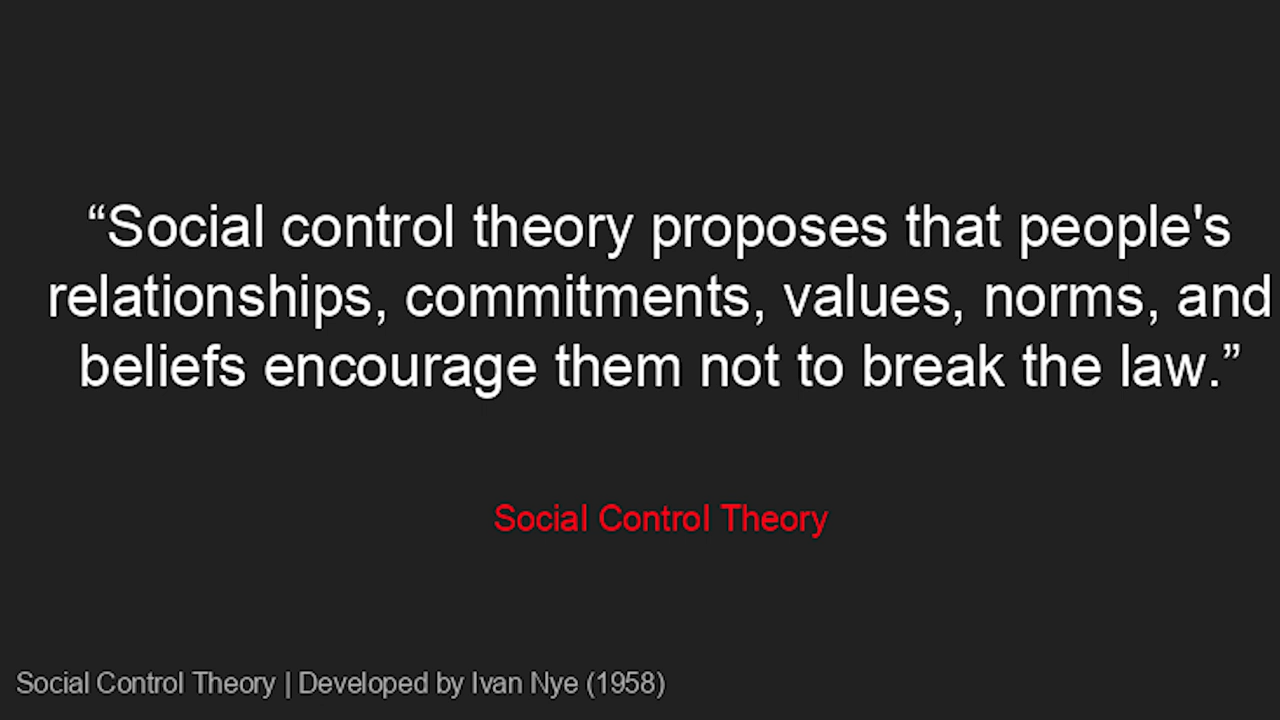 “Social control theory proposes that people's
relationships, commitments, values, norms, and
beliefs encourage them not to break the law.”
Social Control Theory
Social Control Theory | Developed by Ivan Nye (1958)